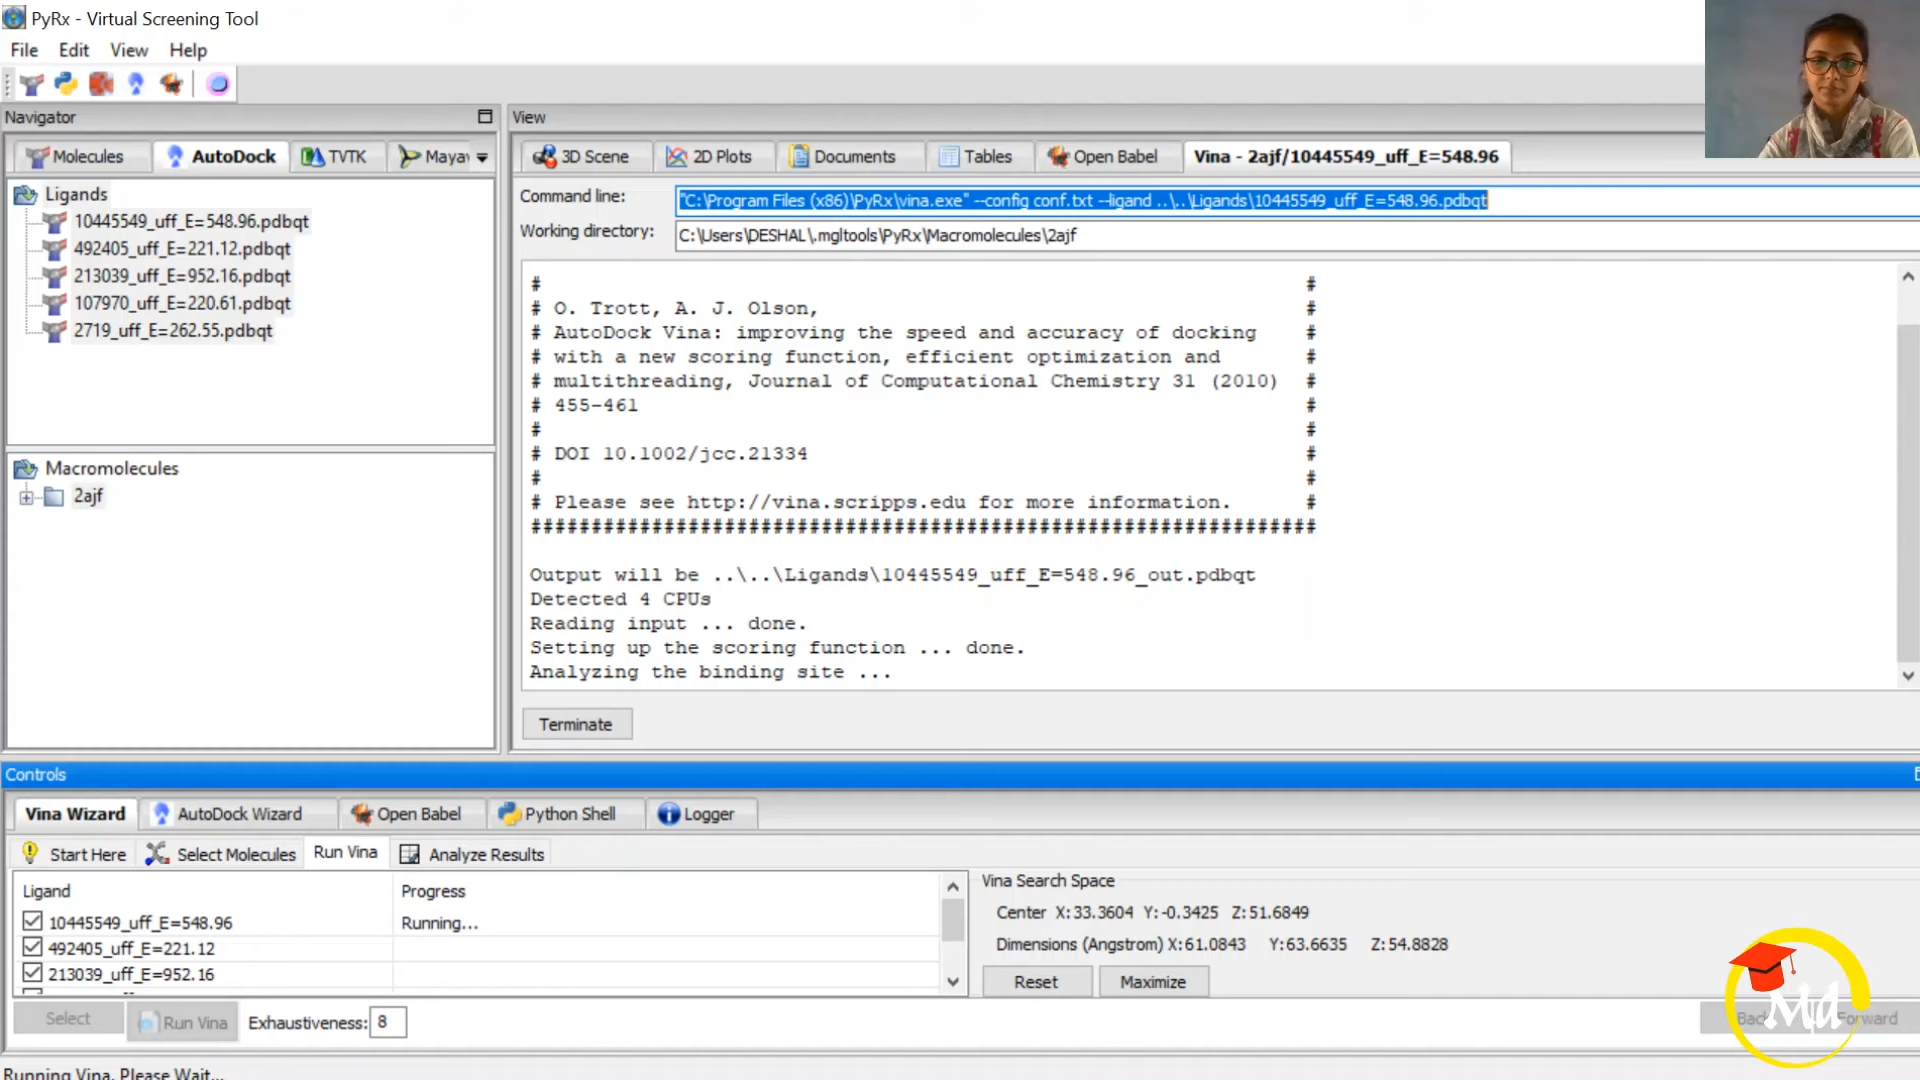 PyRx - Virtual Screening Tool
File Edit View Help
Navigator
Molecules AutoDock TVTK Mayav
Ligands
10445549_uff_E=548.96.pdbqt
492405_uff_E=221.12.pdbqt
213039_uff_E=952.16.pdbqt
107970_uff_E=220.61.pdbqt
2719_uff_E=262.55.pdbqt
Macromolecules
2ajf
View
3D Scene 2D Plots Documents Tables Open Babel Vina - 2ajf/10445549_uff_E=548.96
Command line: "C:\Program Files (x86)\PyRx\vina.exe" --config conf.txt --ligand ..\..\Ligands\10445549_uff_E=548.96.pdbqt
Working directory: C:\Users\DESHAL\.mgltools\PyRx\Macromolecules\2ajf
# #
# O. Trott, A. J. Olson, #
# AutoDock Vina: improving the speed and accuracy of docking #
# with a new scoring function, efficient optimization and #
# multithreading, Journal of Computational Chemistry 31 (2010) #
# 455-461 #
# #
# DOI 10.1002/jcc.21334 #
# #
# Please see http://vina.scripps.edu for more information. #
#################################################################
Output will be ..\..\Ligands\10445549_uff_E=548.96_out.pdbqt
Detected 4 CPUs
Reading input ... done.
Setting up the scoring function ... done.
Analyzing the binding site ...
Terminate
Controls
Vina Wizard AutoDock Wizard Open Babel Python Shell Logger
Start Here Select Molecules Run Vina Analyze Results
Ligand Progress
10445549_uff_E=548.96 Running...
492405_uff_E=221.12
213039_uff_E=952.16
Vina Search Space
Center X:33.3604 Y:-0.3425 Z:51.6849
Dimensions (Angstrom) X:61.0843 Y:63.6635 Z:54.8828
Reset Maximize
Select Run Vina Exhaustiveness: 8
Back Forward
Md
Running Vina. Please Wait...